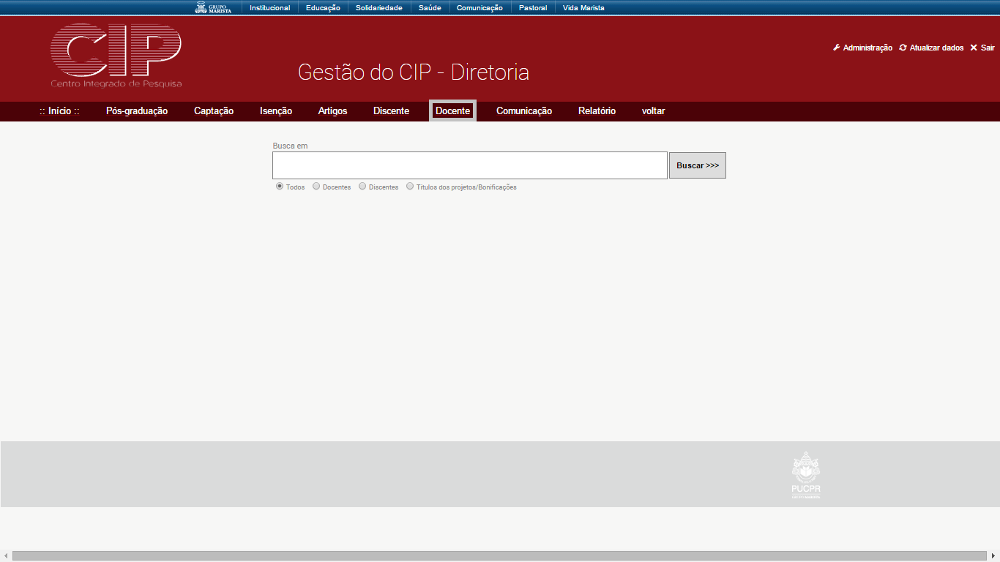 GRUPO MARISTA Institucional Educação Solidariedade Saúde Comunicação Pastoral Vida Marista
CIP
Centro Integrado de Pesquisa
Administração Atualizar dados Sair
Gestão do CIP - Diretoria
:: Início :: Pós-graduação Captação Isenção Artigos Discente Docente Comunicação Relatório voltar
Busca em
Buscar >>>
Todos Docentes Discentes Títulos dos projetos/Bonificações
PUCPR
GRUPO MARISTA